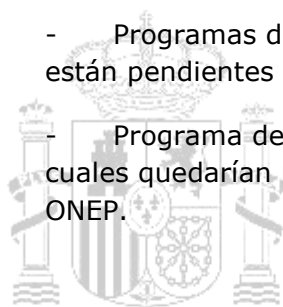 - Programas d
están pendientes
- Programa de
cuales quedarían
ONEP.